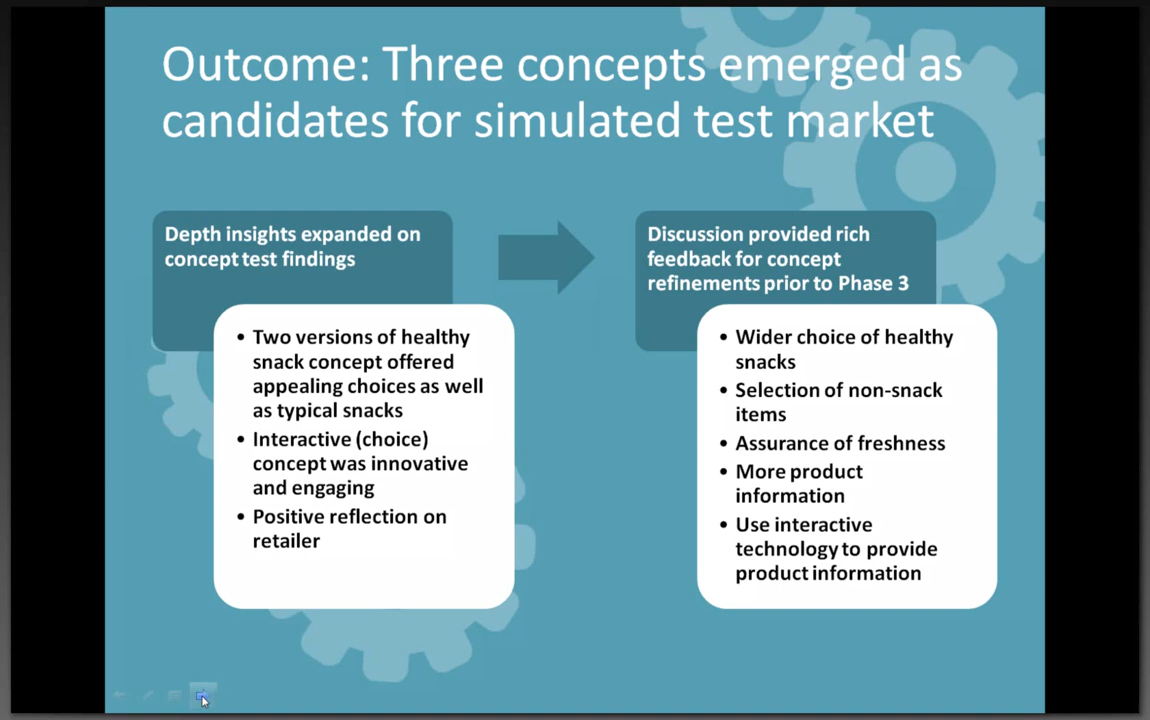 Outcome: Three concepts emerged as
candidates for simulated test market
Depth insights expanded on
concept test findings
• Two versions of healthy
snack concept offered
appealing choices as well
as typical snacks
• Interactive (choice)
concept was innovative
and engaging
• Positive reflection on
retailer
Discussion provided rich
feedback for concept
refinements prior to Phase 3
• Wider choice of healthy
snacks
• Selection of non-snack
items
• Assurance of freshness
• More product
information
• Use interactive
technology to provide
product information